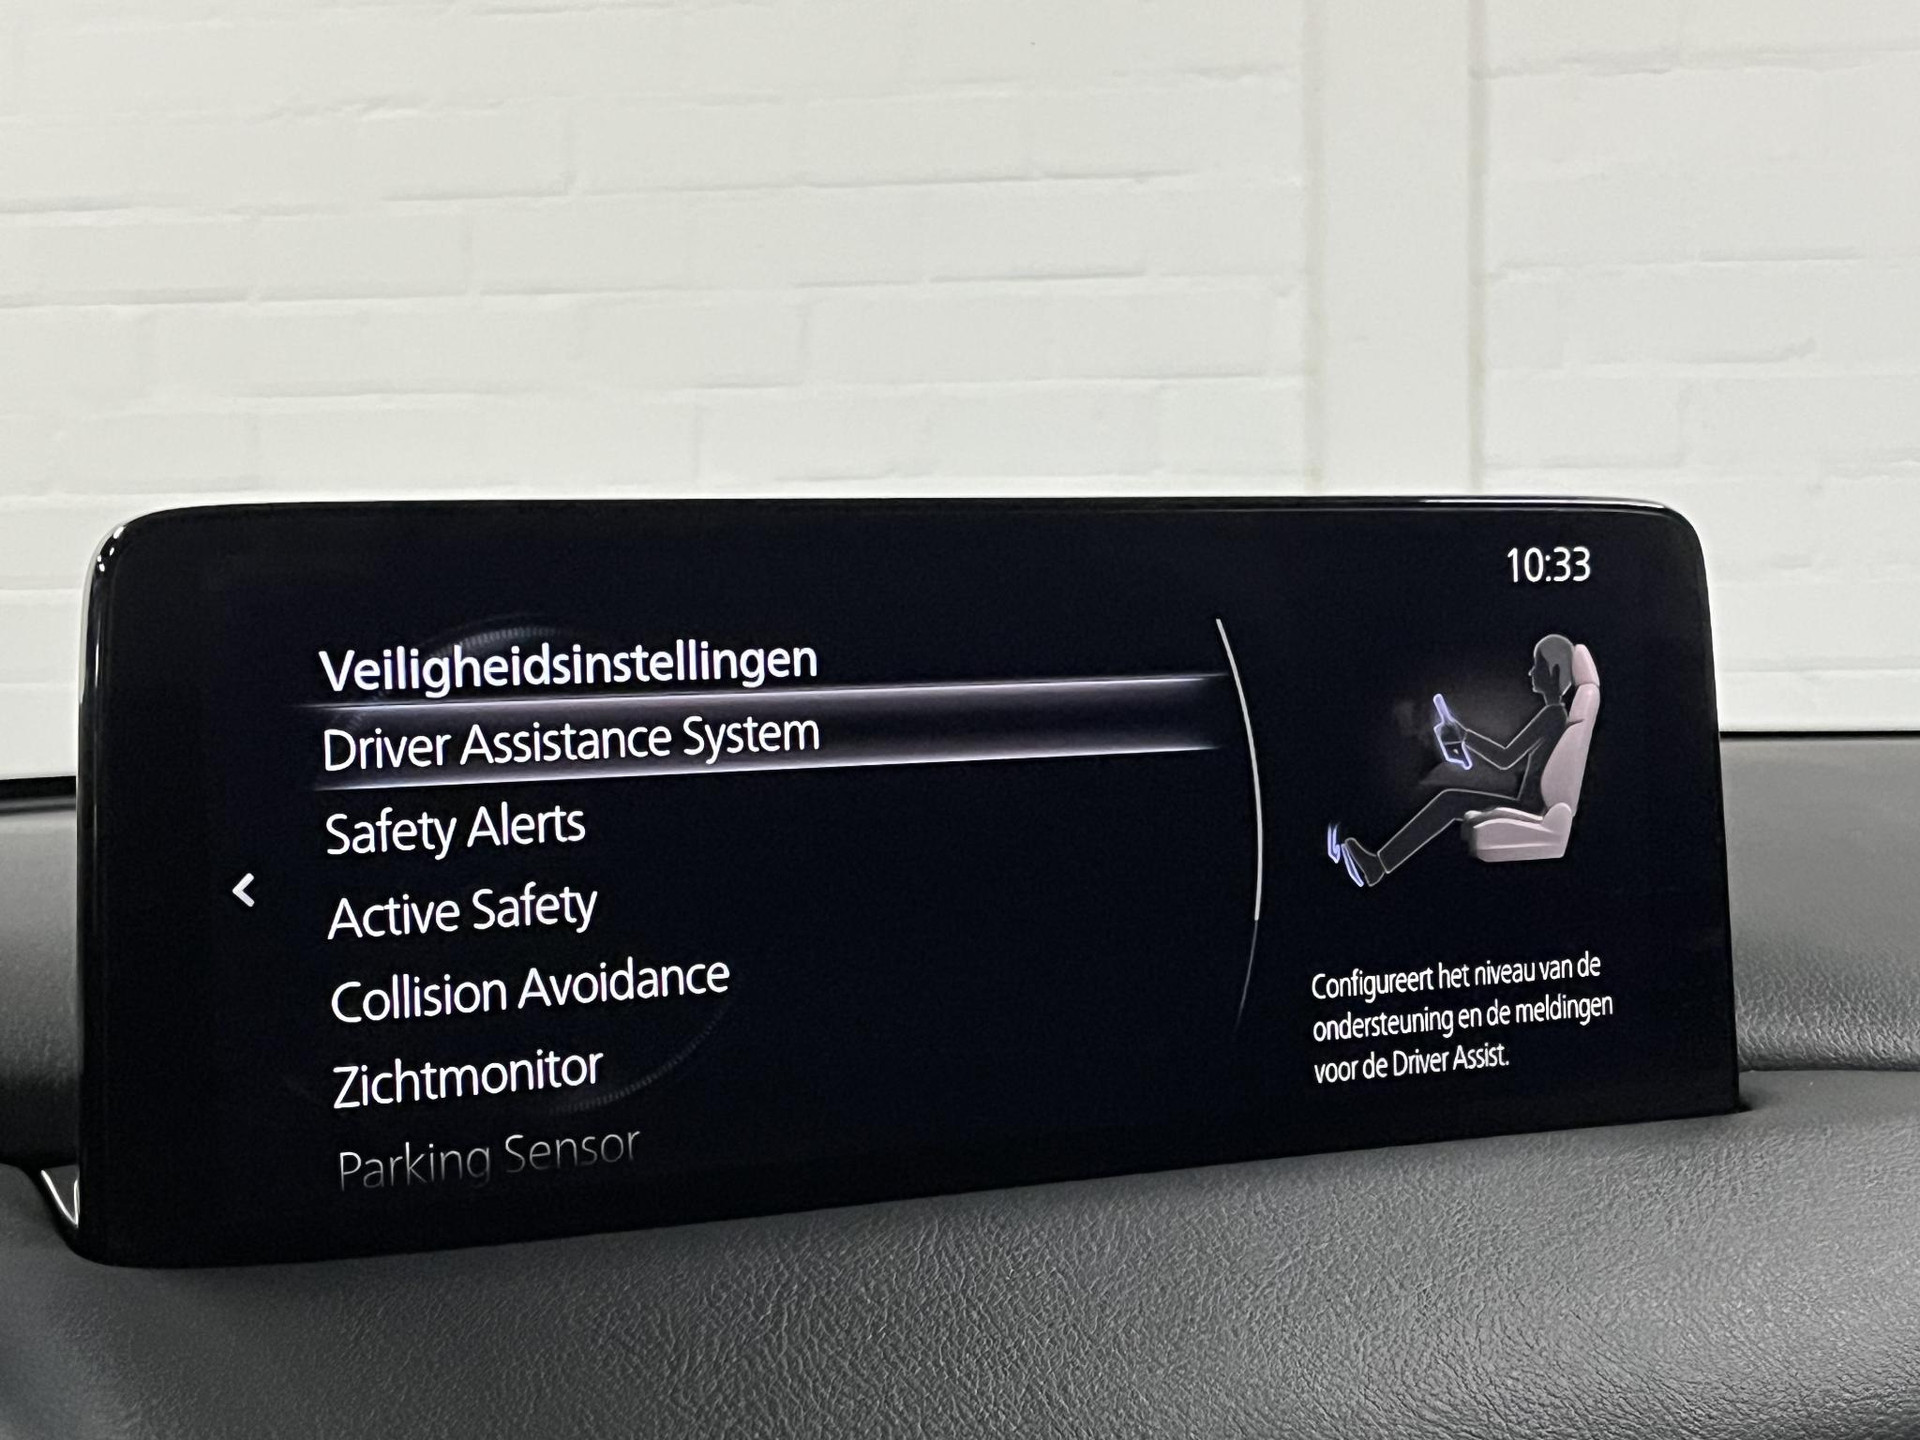 10:33
Veiligheidsinstellingen
Driver Assistance System
Safety Alerts
Active Safety
Collision Avoidance
Zichtmonitor
Parking Sensor
Configureert het niveau van de
ondersteuning en de meldingen
voor de Driver Assist.